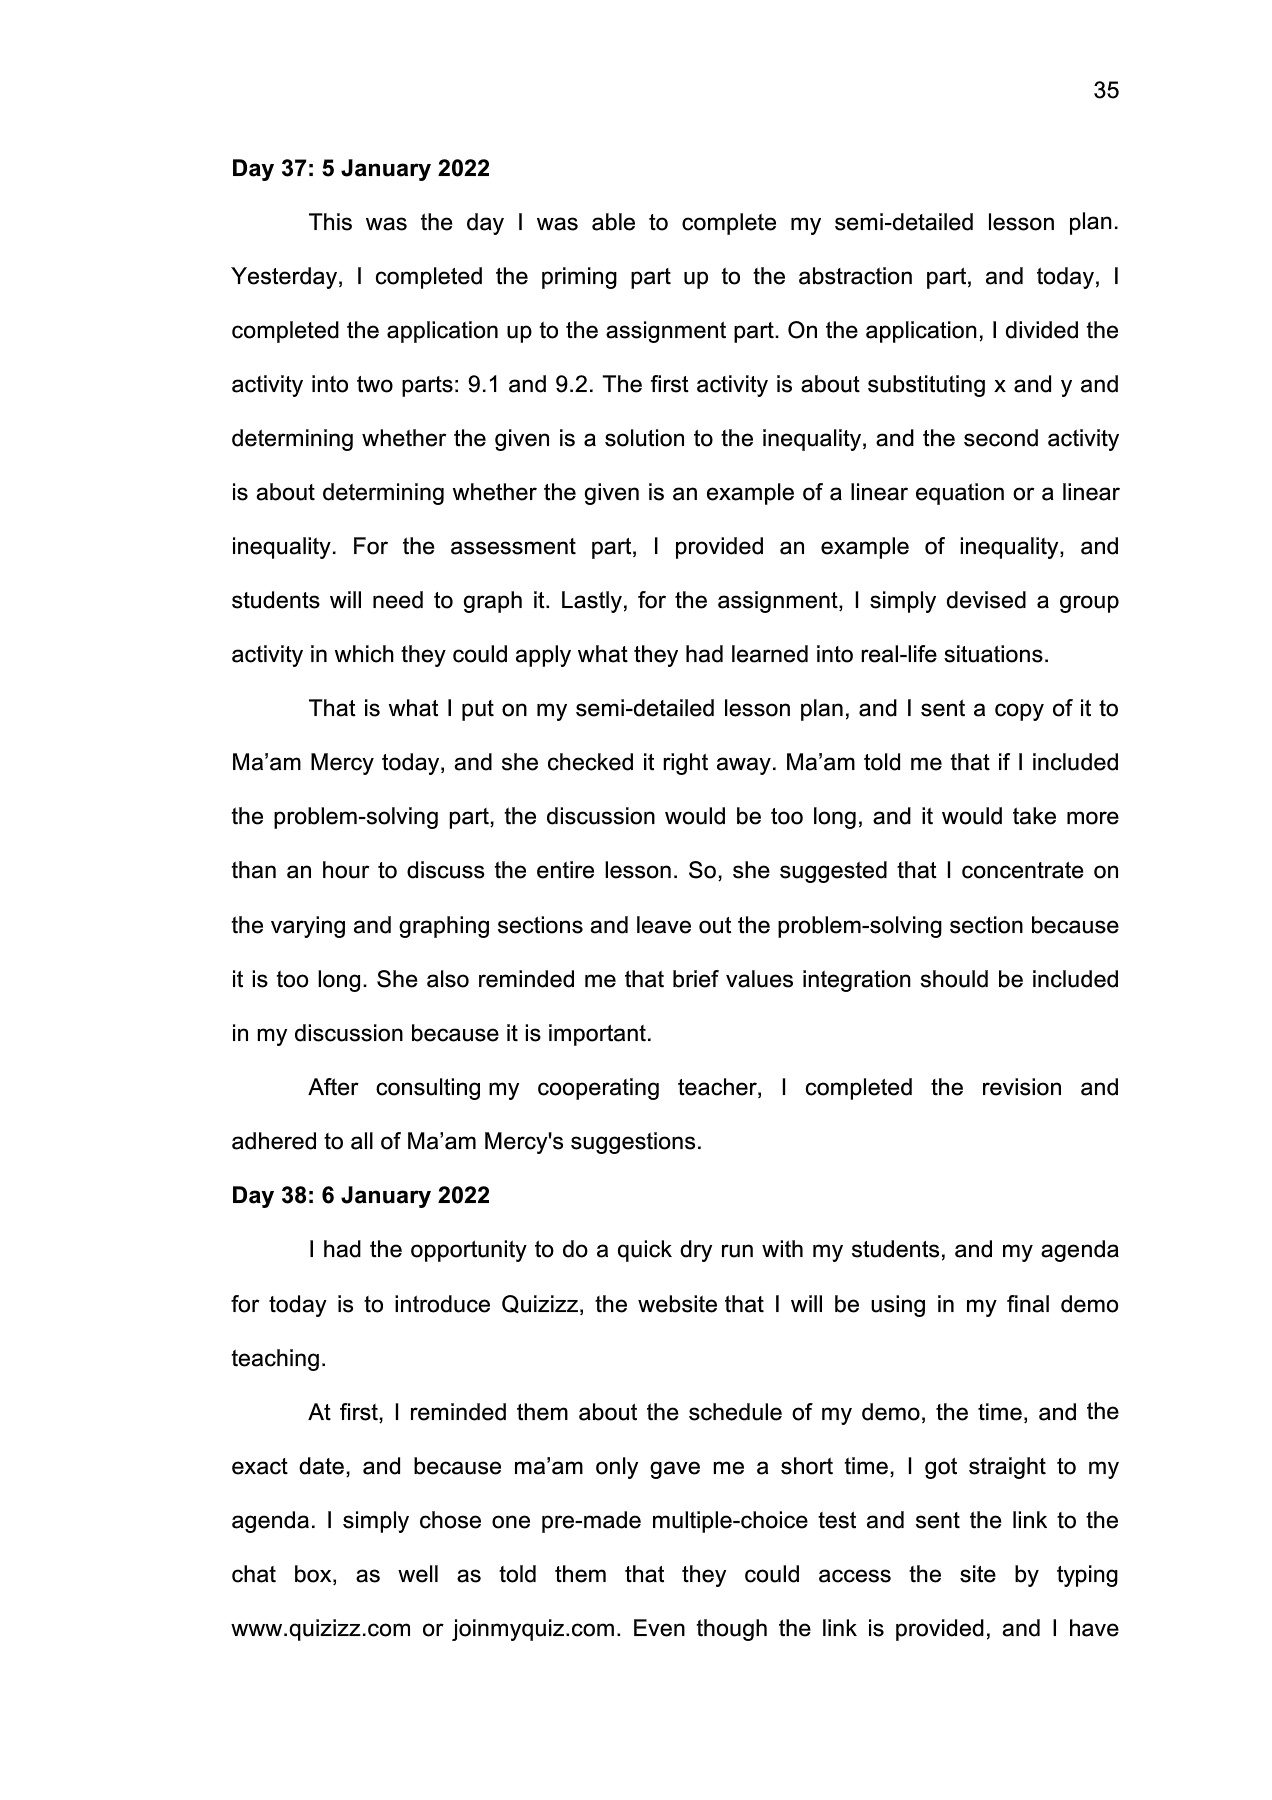 35
Day 37: 5 January 2022
This was the day I was able to complete my semi-detailed lesson plan.
Yesterday, I completed the priming part up to the abstraction part, and today, I
completed the application up to the assignment part. On the application, I divided the
activity into two parts: 9.1 and 9.2. The first activity is about substituting x and y and
determining whether the given is a solution to the inequality, and the second activity
is about determining whether the given is an example of a linear equation or a linear
inequality. For the assessment part, I provided an example of inequality, and
students will need to graph it. Lastly, for the assignment, I simply devised a group
activity in which they could apply what they had learned into real-life situations.
That is what I put on my semi-detailed lesson plan, and I sent a copy of it to
Ma’am Mercy today, and she checked it right away. Ma’am told me that if I included
the problem-solving part, the discussion would be too long, and it would take more
than an hour to discuss the entire lesson. So, she suggested that I concentrate on
the varying and graphing sections and leave out the problem-solving section because
it is too long. She also reminded me that brief values integration should be included
in my discussion because it is important.
After consulting my cooperating teacher, I completed the revision and
adhered to all of Ma’am Mercy's suggestions.
Day 38: 6 January 2022
I had the opportunity to do a quick dry run with my students, and my agenda
for today is to introduce Quizizz, the website that I will be using in my final demo
teaching.
At first, I reminded them about the schedule of my demo, the time, and the
exact date, and because ma’am only gave me a short time, I got straight to my
agenda. I simply chose one pre-made multiple-choice test and sent the link to the
chat box, as well as told them that they could access the site by typing
www.quizizz.com or joinmyquiz.com. Even though the link is provided, and I have